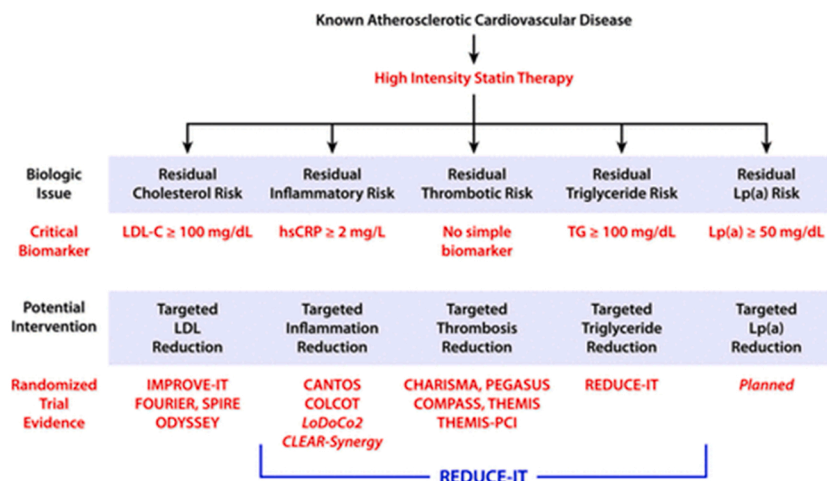 Known Atherosclerotic Cardiovascular Disease
High Intensity Statin Therapy
Biologic
Issue
Residual
Cholesterol Risk
Residual
Inflammatory Risk
Residual
Thrombotic Risk
Residual
Triglyceride Risk
Residual
Lp(a) Risk
Critical
Biomarker
LDL-C ≥ 100 mg/dL
hsCRP ≥ 2 mg/L
No simple
biomarker
TG ≥ 100 mg/dL
Lp(a) ≥ 50 mg/dL
Potential
Intervention
Targeted
LDL
Reduction
Targeted
Inflammation
Reduction
Targeted
Thrombosis
Reduction
Targeted
Triglyceride
Reduction
Targeted
Lp(a)
Reduction
Randomized
Trial
Evidence
IMPROVE-IT
FOURIER, SPIRE
ODYSSEY
CANTOS
COLCOT
LoDoCo2
CLEAR-Synergy
CHARISMA, PEGASUS
COMPASS, THEMIS
THEMIS-PCI
REDUCE-IT
Planned
REDUCE-IT